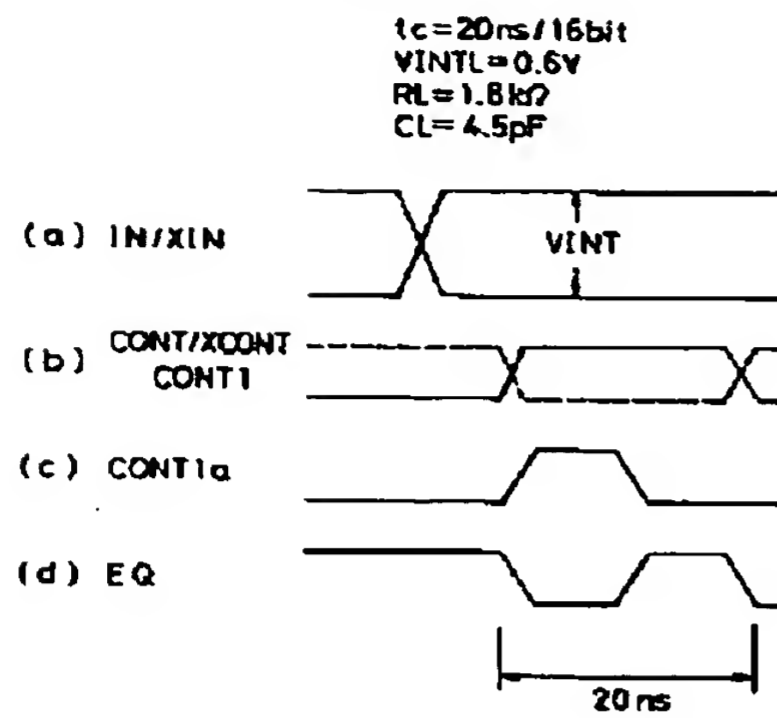 tc=20ns/16bit
VINTL=0.6V
RL=1.8kΩ
CL=4.5pF
(a) IN/XIN
VINT
(b) CONT/XCONT
CONT1
(c) CONT1a
(d) EQ
20ns